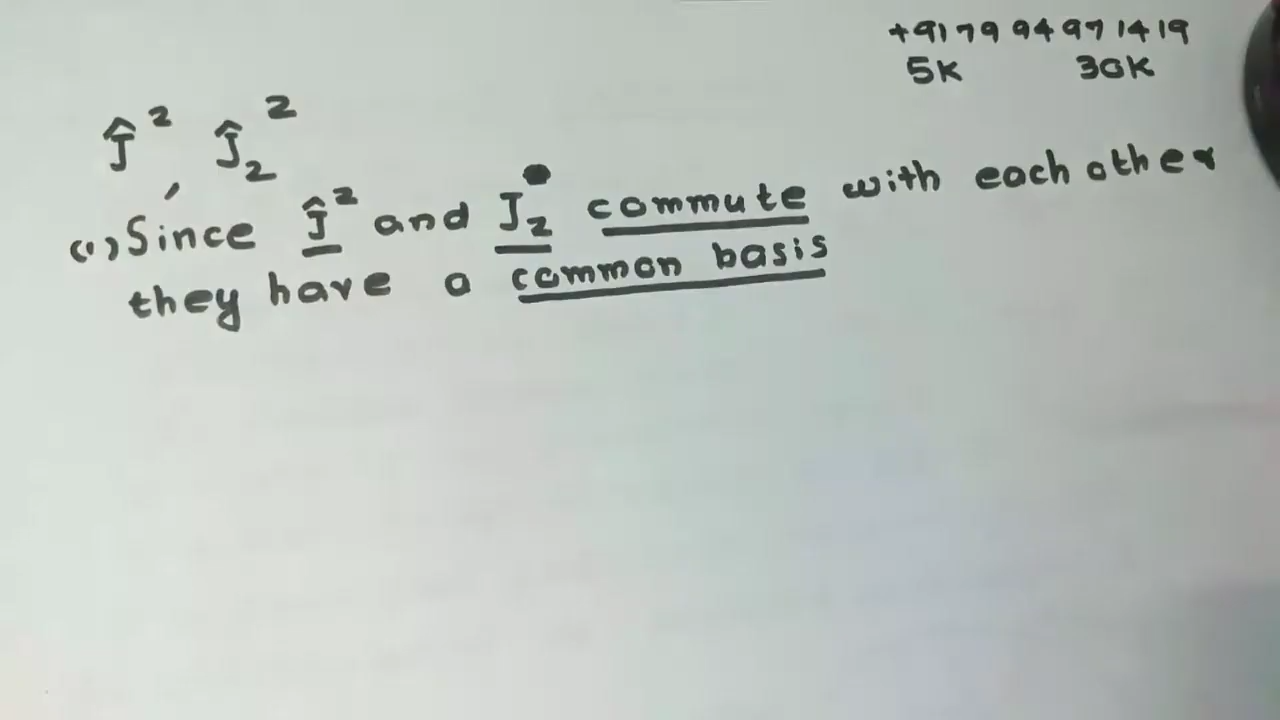 +91 79 94 97 14 19
5K 30K
Ĵ², Ĵz²
(1) Since Ĵ² and Jz commute with each other
they have a common basis